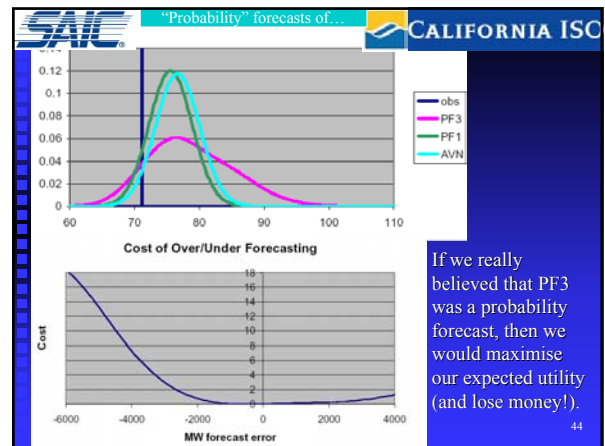 SAIC
"Probability" forecasts of…
CALIFORNIA ISO
0.14
0.12
0.1
0.08
0.06
0.04
0.02
0
60 70 80 90 100 110
obs
PF3
PF1
AVN
Cost of Over/Under Forecasting
Cost
18
16
14
12
10
8
6
4
2
0
-6000 -4000 -2000 0 2000 4000
MW forecast error
If we really
believed that PF3
was a probability
forecast, then we
would maximise
our expected utility
(and lose money!).
44